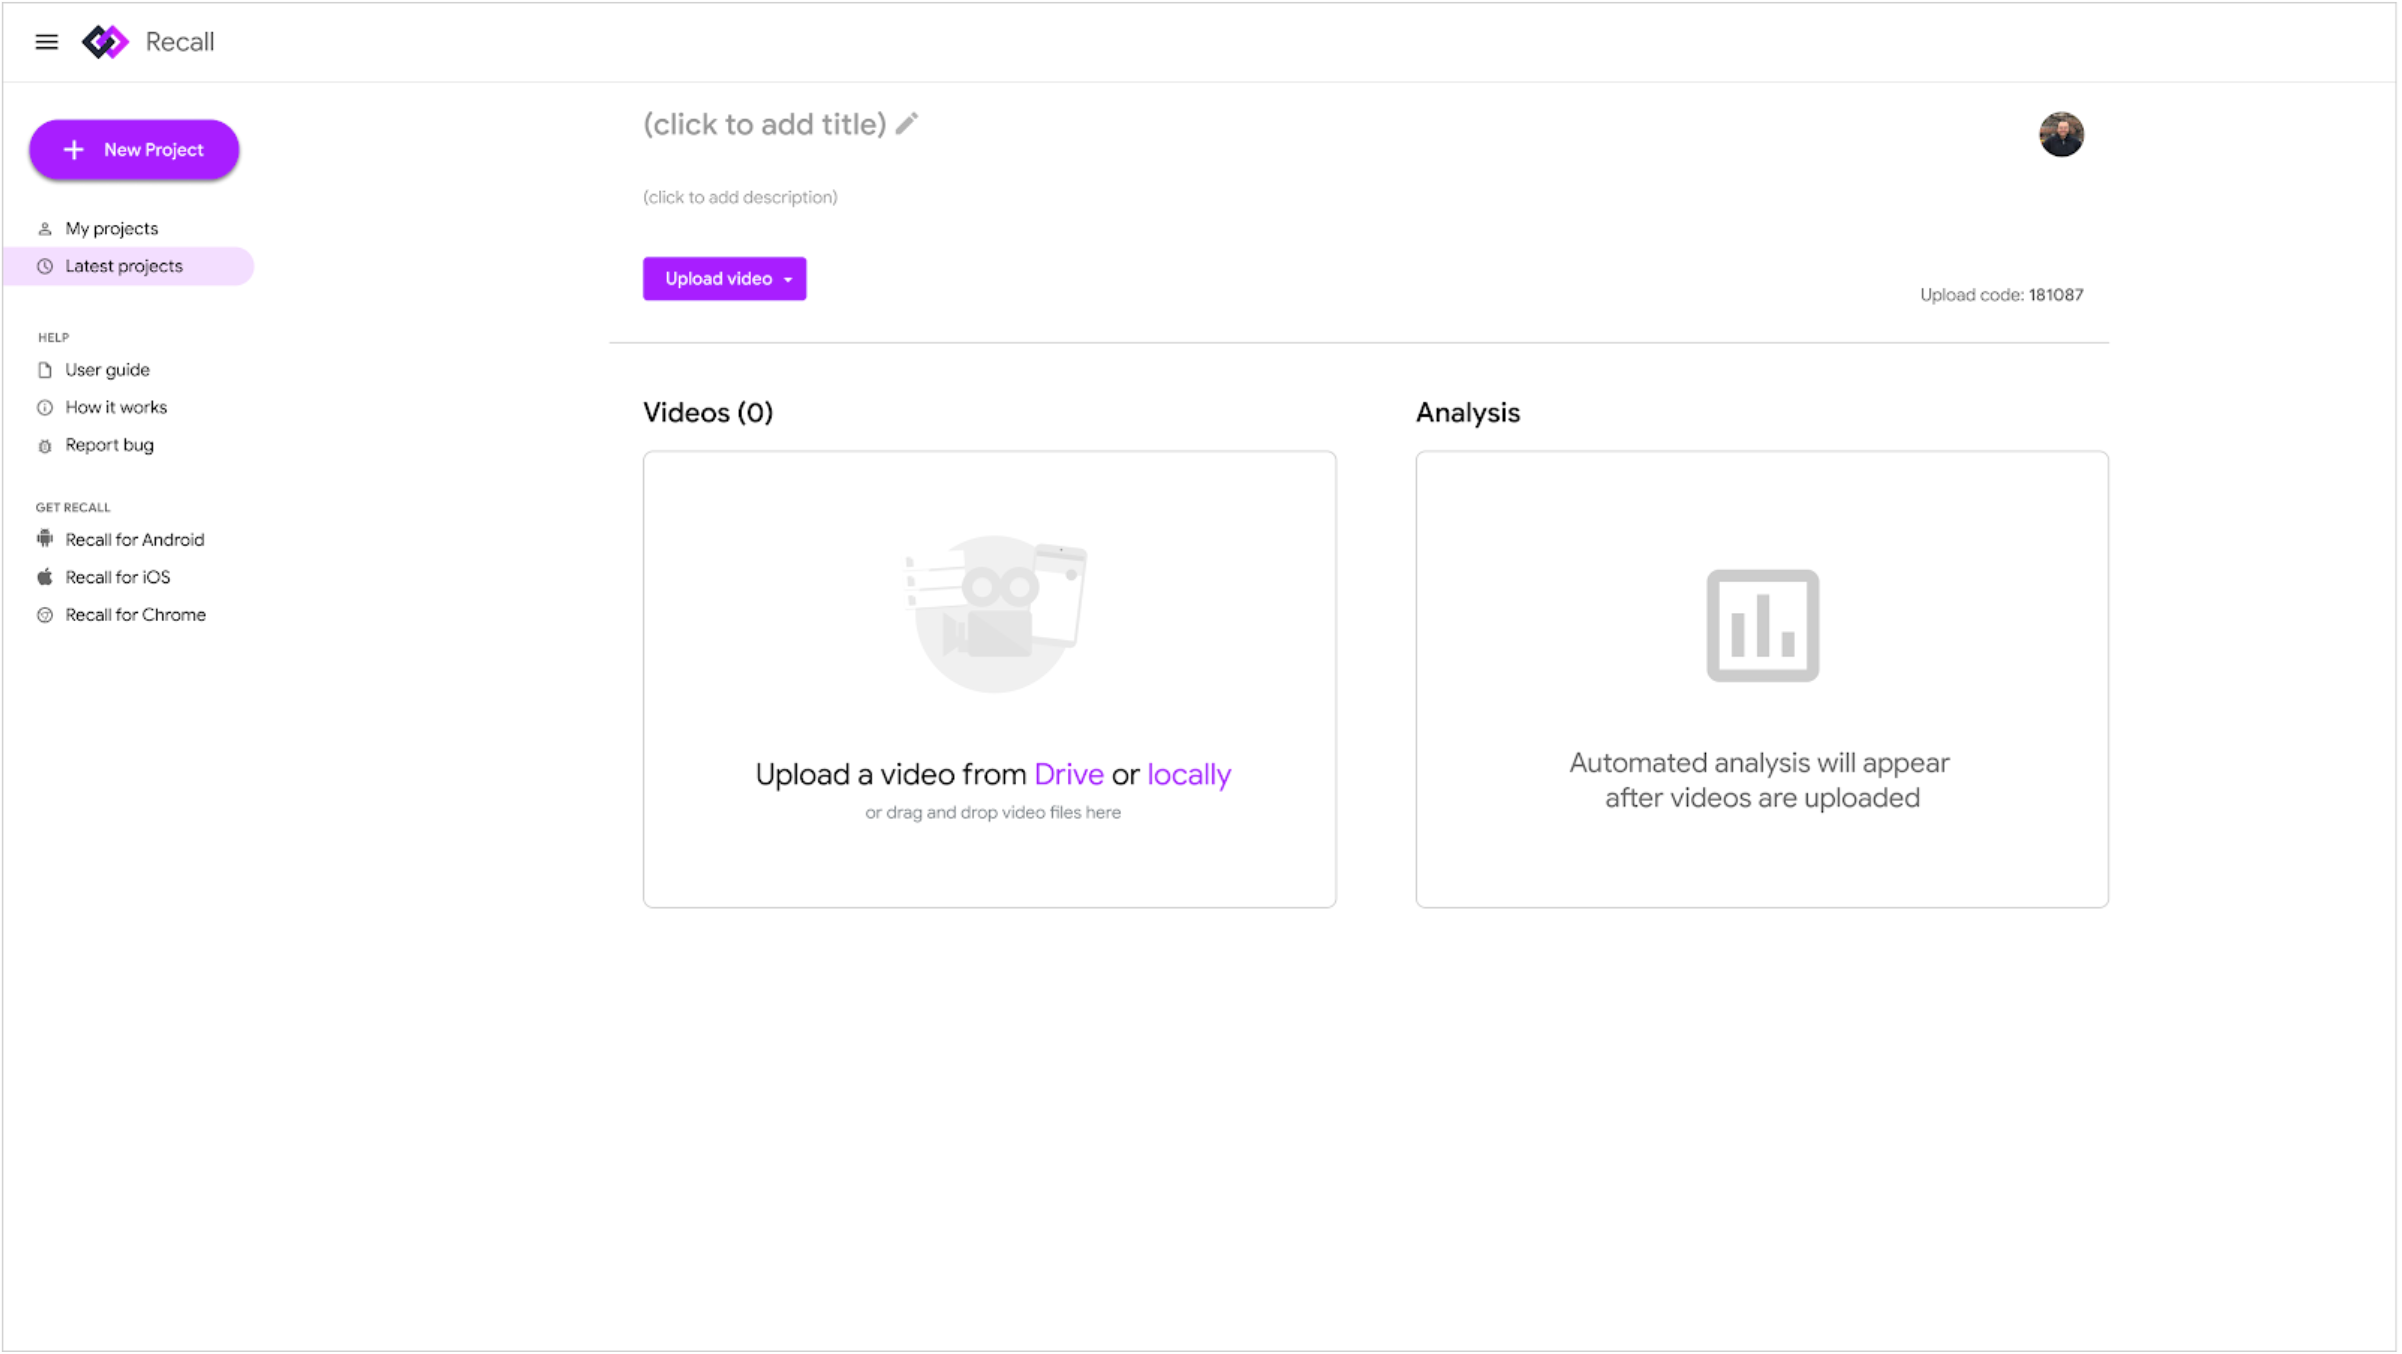 Recall
New Project
My projects
Latest projects
HELP
User guide
How it works
Report bug
GET RECALL
Recall for Android
Recall for iOS
Recall for Chrome
(click to add title)
(click to add description)
Upload video
Upload code: 181087
Videos (0)
Upload a video from Drive or locally
or drag and drop video files here
Analysis
Automated analysis will appear
after videos are uploaded